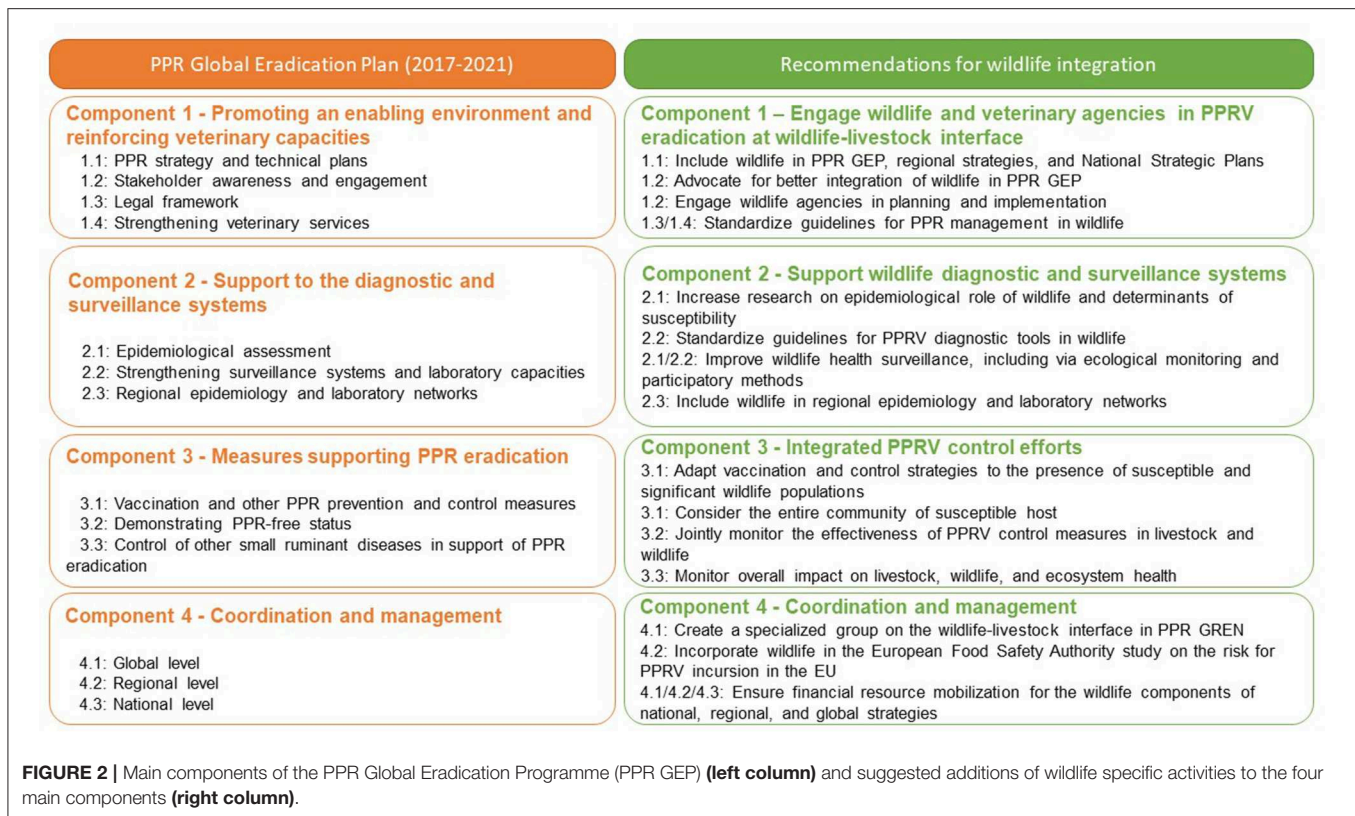 PPR Global Eradication Plan (2017-2021)
Component 1 - Promoting an enabling environment and
reinforcing veterinary capacities
1.1: PPR strategy and technical plans
1.2: Stakeholder awareness and engagement
1.3: Legal framework
1.4: Strengthening veterinary services
Component 2 - Support to the diagnostic and
surveillance systems
2.1: Epidemiological assessment
2.2: Strengthening surveillance systems and laboratory capacities
2.3: Regional epidemiology and laboratory networks
Component 3 - Measures supporting PPR eradication
3.1: Vaccination and other PPR prevention and control measures
3.2: Demonstrating PPR-free status
3.3: Control of other small ruminant diseases in support of PPR
eradication
Component 4 - Coordination and management
4.1: Global level
4.2: Regional level
4.3: National level
Recommendations for wildlife integration
Component 1 – Engage wildlife and veterinary agencies in PPRV
eradication at wildlife-livestock interface
1.1: Include wildlife in PPR GEP, regional strategies, and National Strategic Plans
1.2: Advocate for better integration of wildlife in PPR GEP
1.2: Engage wildlife agencies in planning and implementation
1.3/1.4: Standardize guidelines for PPR management in wildlife
Component 2 - Support wildlife diagnostic and surveillance systems
2.1: Increase research on epidemiological role of wildlife and determinants of
susceptibility
2.2: Standardize guidelines for PPRV diagnostic tools in wildlife
2.1/2.2: Improve wildlife health surveillance, including via ecological monitoring and
participatory methods
2.3: Include wildlife in regional epidemiology and laboratory networks
Component 3 - Integrated PPRV control efforts
3.1: Adapt vaccination and control strategies to the presence of susceptible and
significant wildlife populations
3.1: Consider the entire community of susceptible host
3.2: Jointly monitor the effectiveness of PPRV control measures in livestock and
wildlife
3.3: Monitor overall impact on livestock, wildlife, and ecosystem health
Component 4 - Coordination and management
4.1: Create a specialized group on the wildlife-livestock interface in PPR GREN
4.2: Incorporate wildlife in the European Food Safety Authority study on the risk for
PPRV incursion in the EU
4.1/4.2/4.3: Ensure financial resource mobilization for the wildlife components of
national, regional, and global strategies
FIGURE 2 | Main components of the PPR Global Eradication Programme (PPR GEP) (left column) and suggested additions of wildlife specific activities to the four
main components (right column).